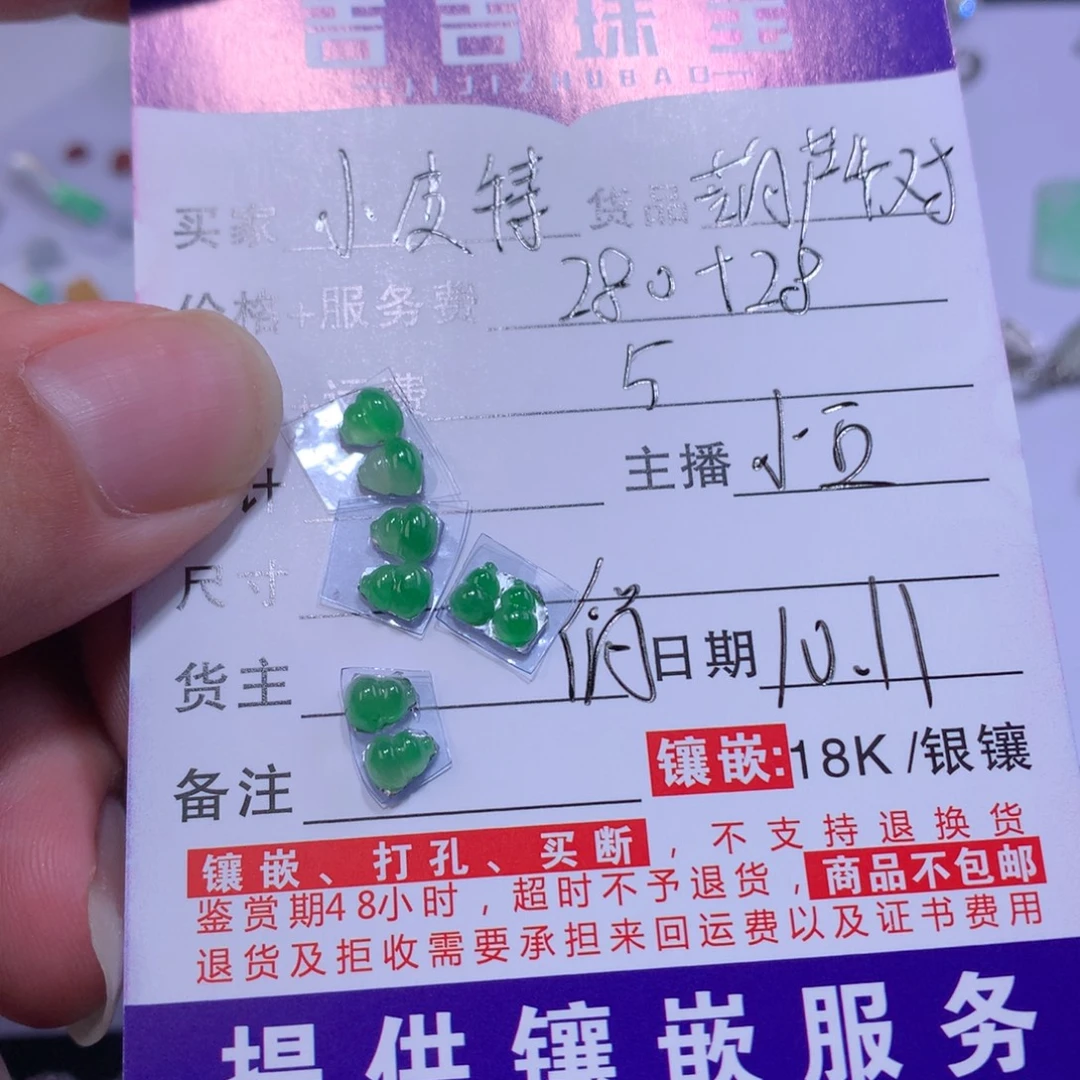 吉吉珠宝
JIJIZHUBAO
买家 小皮特 货品 葫芦4对
价格+服务费 280+28
运费 5
计 主播 小豆
尺寸
货主 俏 日期 10.11
备注 镶嵌:18K/银镶
镶嵌、打孔、买断，不支持退换货
鉴赏期48小时，超时不予退货，商品不包邮
退货及拒收需要承担来回运费以及证书费用
提供镶嵌服务